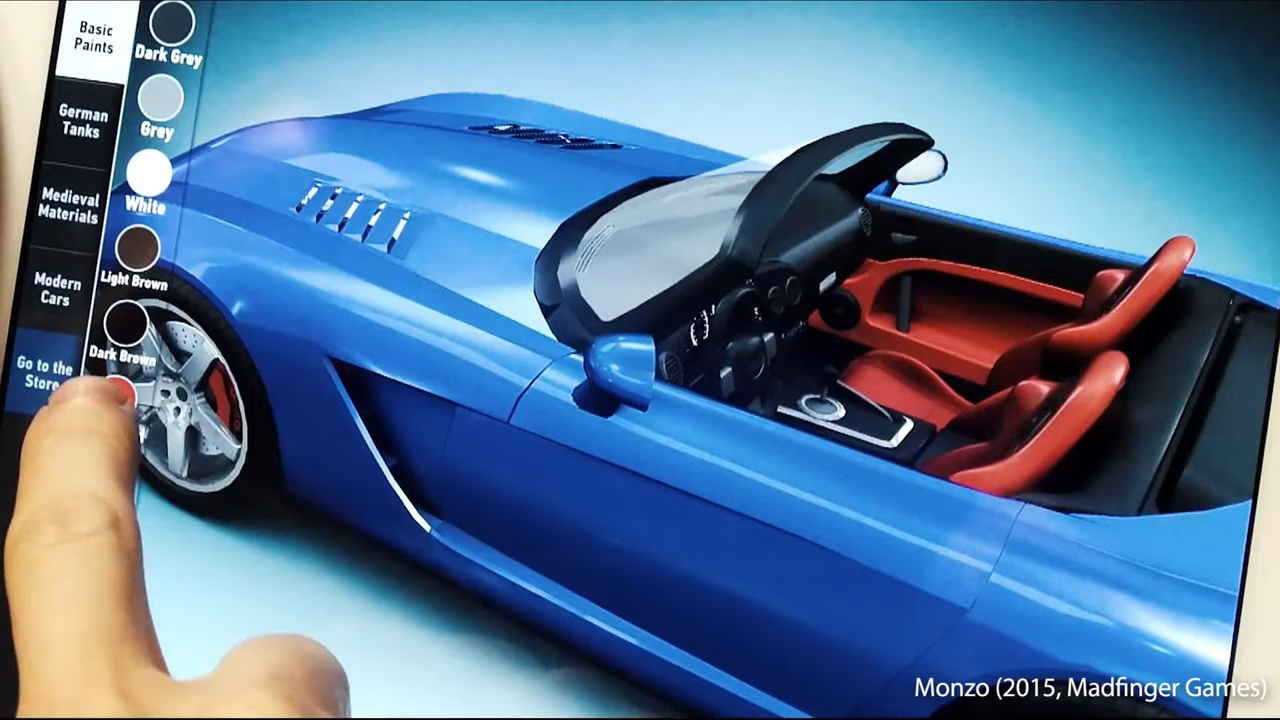 Basic
Paints
German
Tanks
Medieval
Materials
Modern
Cars
Go to the
Store
Dark Grey
Grey
White
Light Brown
Dark Brown
Monzo (2015, Madfinger Games)